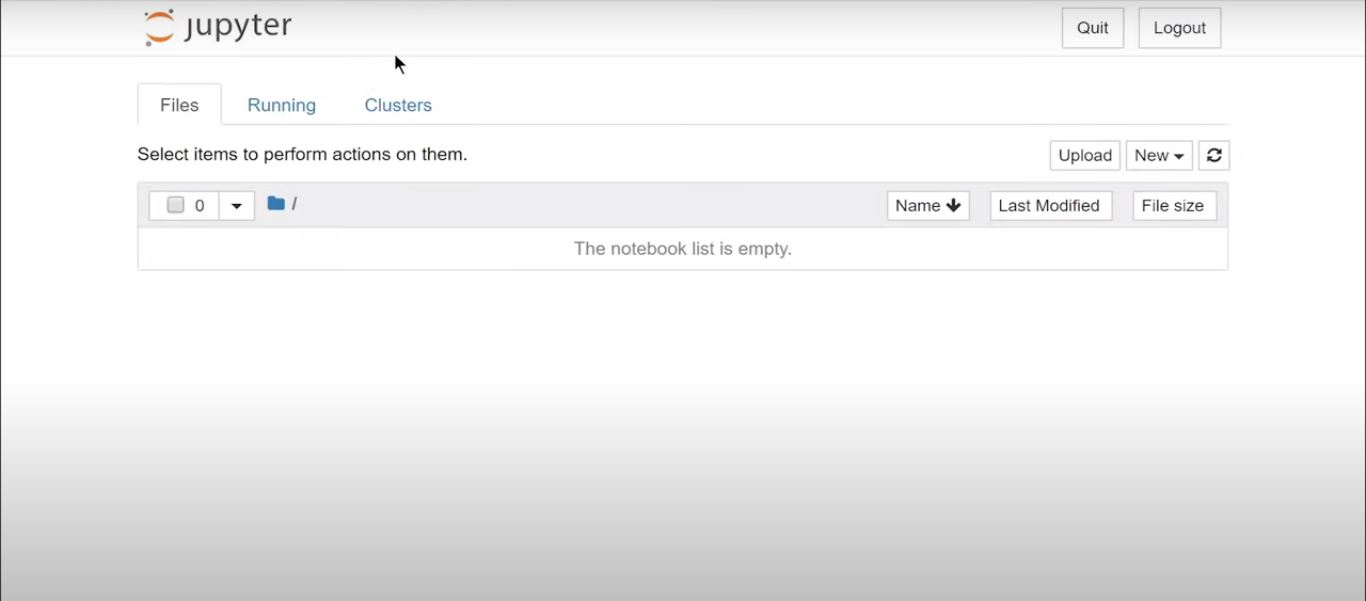 jupyter
Quit Logout
Files Running Clusters
Select items to perform actions on them.
Upload New
0 / Name Last Modified File size
The notebook list is empty.